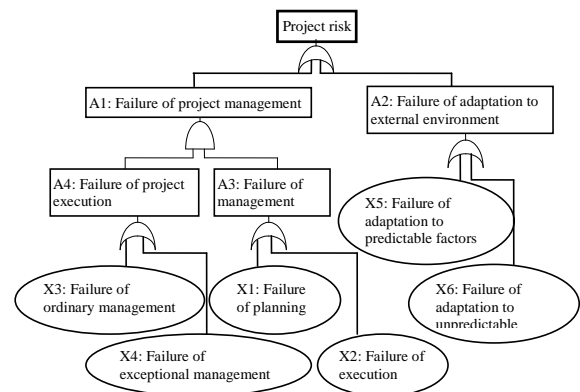 Project risk
A1: Failure of project management
A2: Failure of adaptation to
external environment
A4: Failure of project
execution
A3: Failure of
management
X5: Failure of
adaptation to
predictable factors
X3: Failure of
ordinary management
X1: Failure
of planning
X6: Failure of
adaptation to
unpredictable
X4: Failure of
exceptional management
X2: Failure of
execution